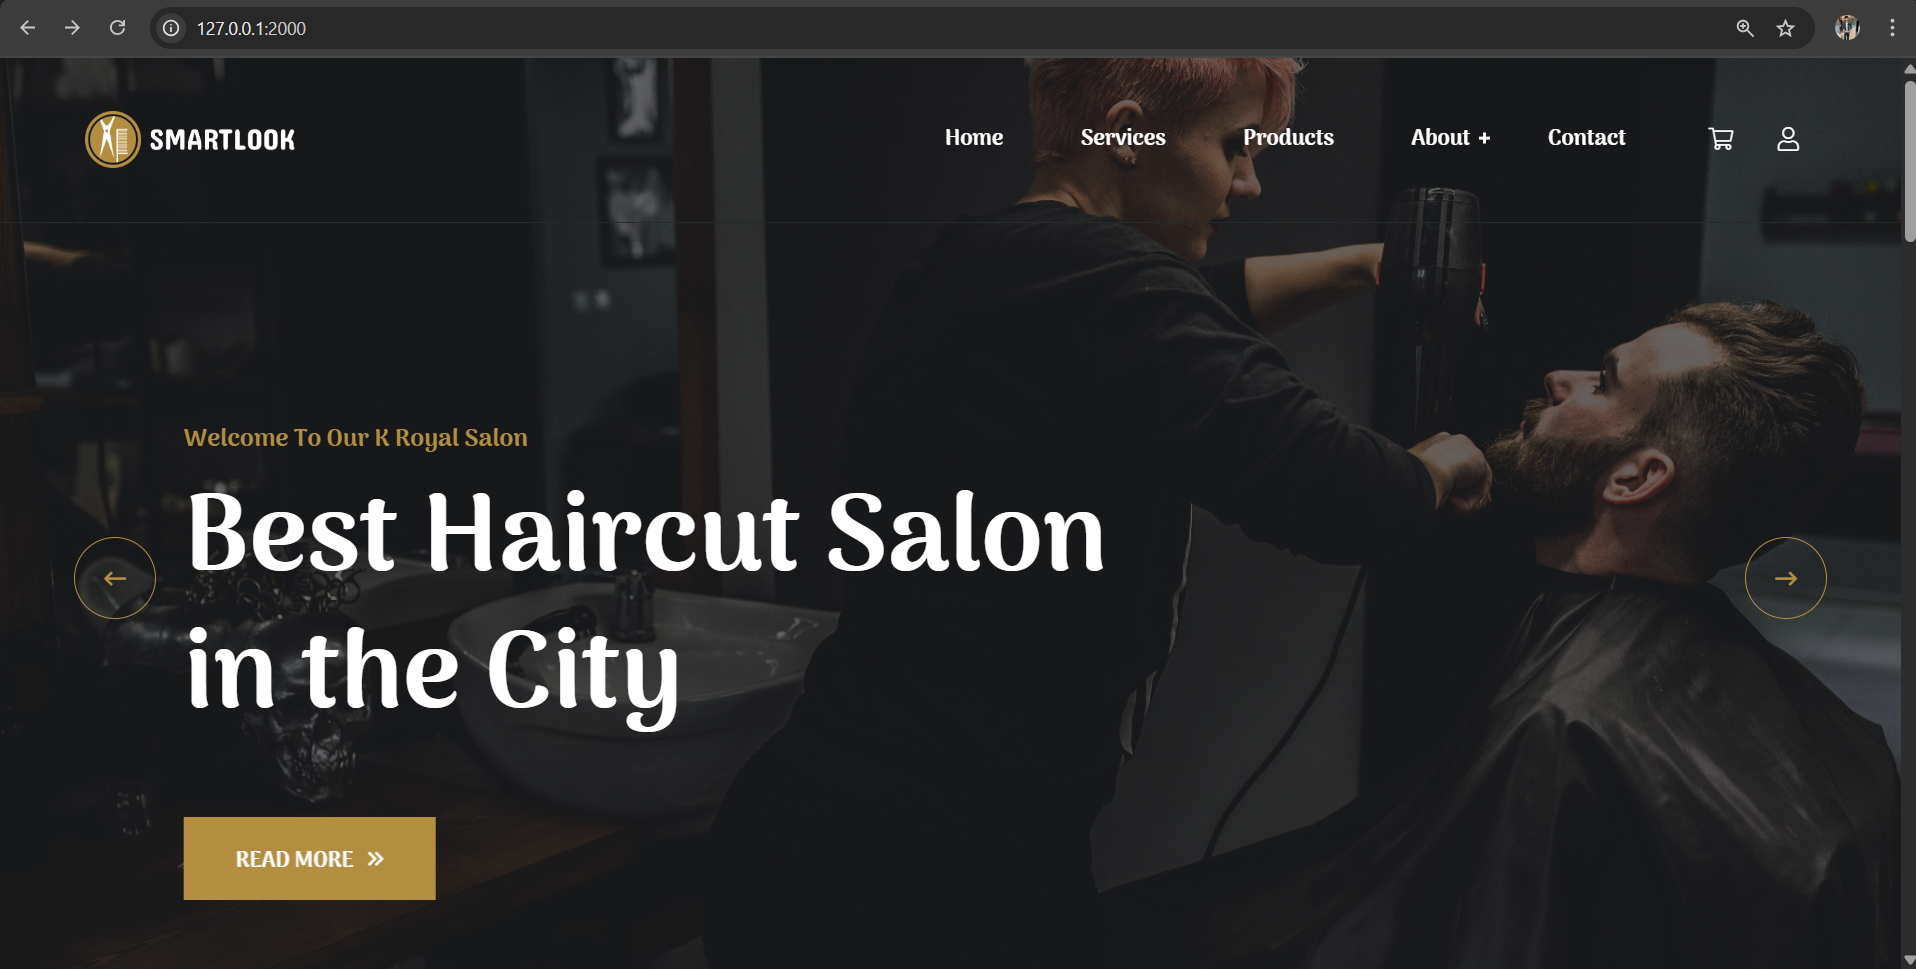 127.0.0.1:2000
SMARTLOOK
Home Services Products About + Contact
Welcome To Our K Royal Salon
Best Haircut Salon
in the City
READ MORE »